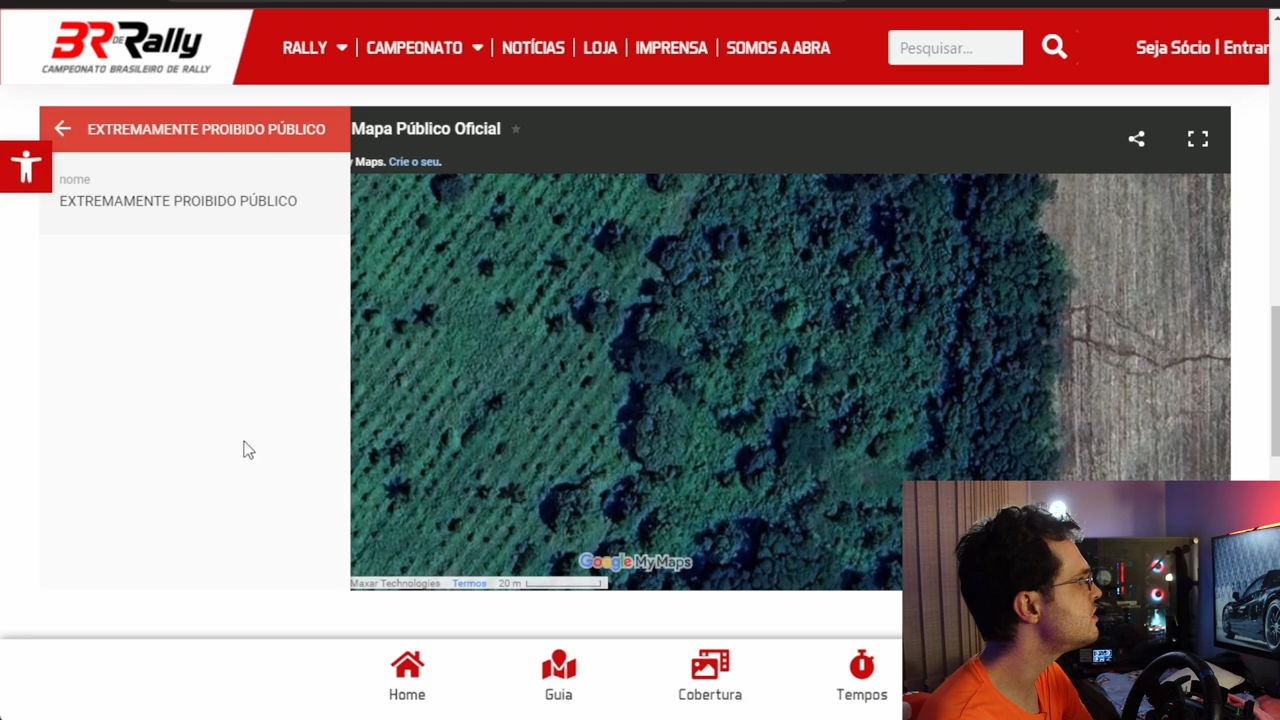 BR DE Rally
CAMPEONATO BRASILEIRO DE RALLY
RALLY
CAMPEONATO
NOTÍCIAS
LOJA
IMPRENSA
SOMOS A ABRA
Pesquisar...
Seja Sócio | Entrar
EXTREMAMENTE PROIBIDO PÚBLICO
Mapa Público Oficial
Maps. Crie o seu.
nome
EXTREMAMENTE PROIBIDO PÚBLICO
Google MyMaps
Maxar Technologies Termos 20 m
Home
Guia
Cobertura
Tempos